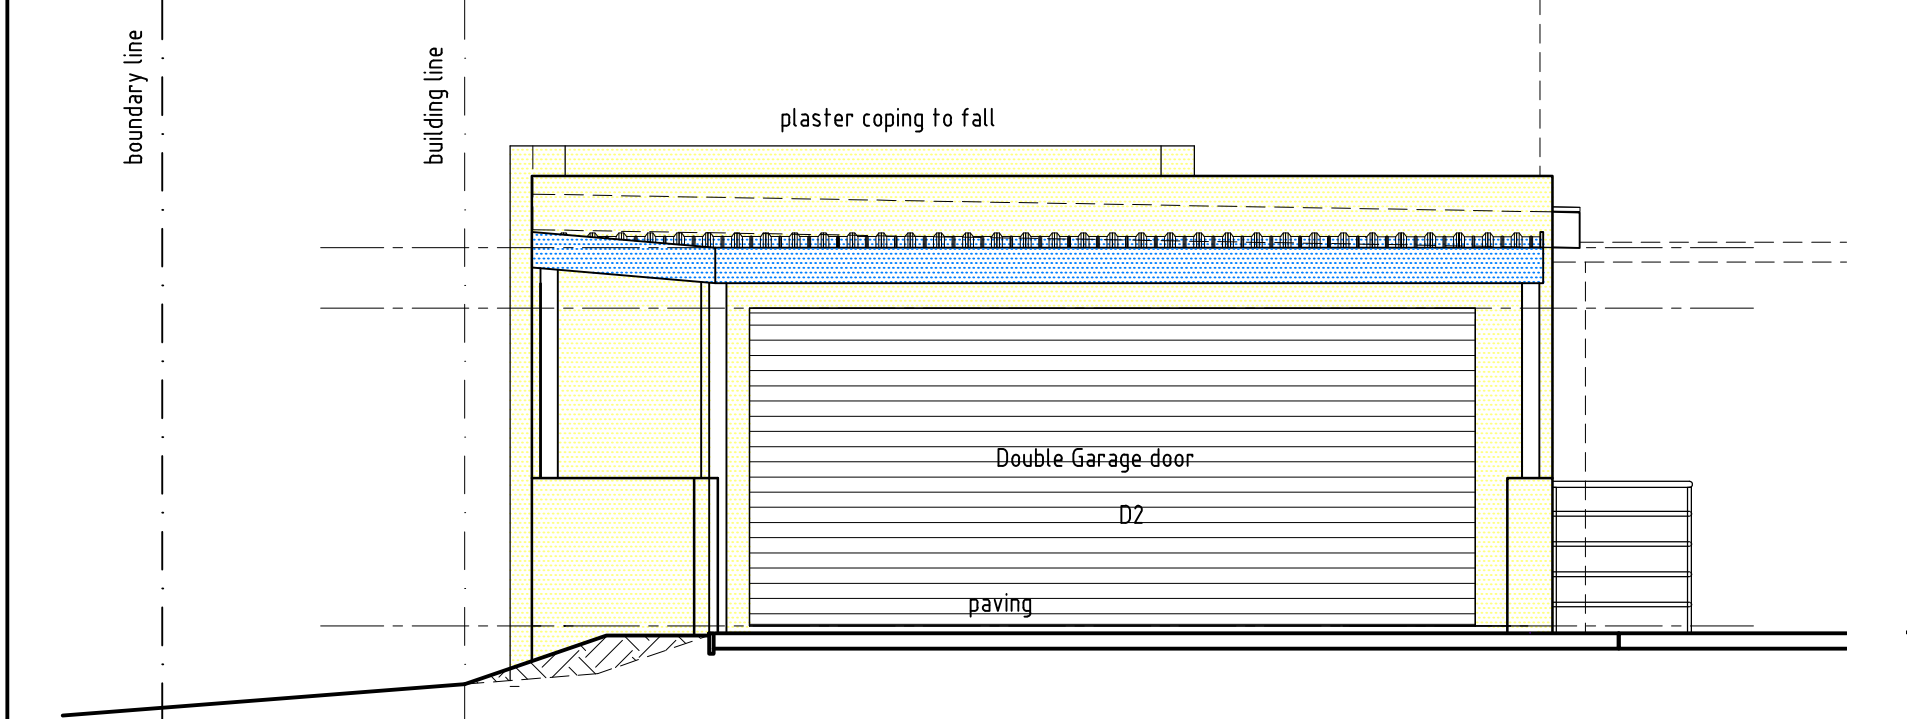 boundary line
building line
plaster coping to fall
Double Garage door
D2
paving